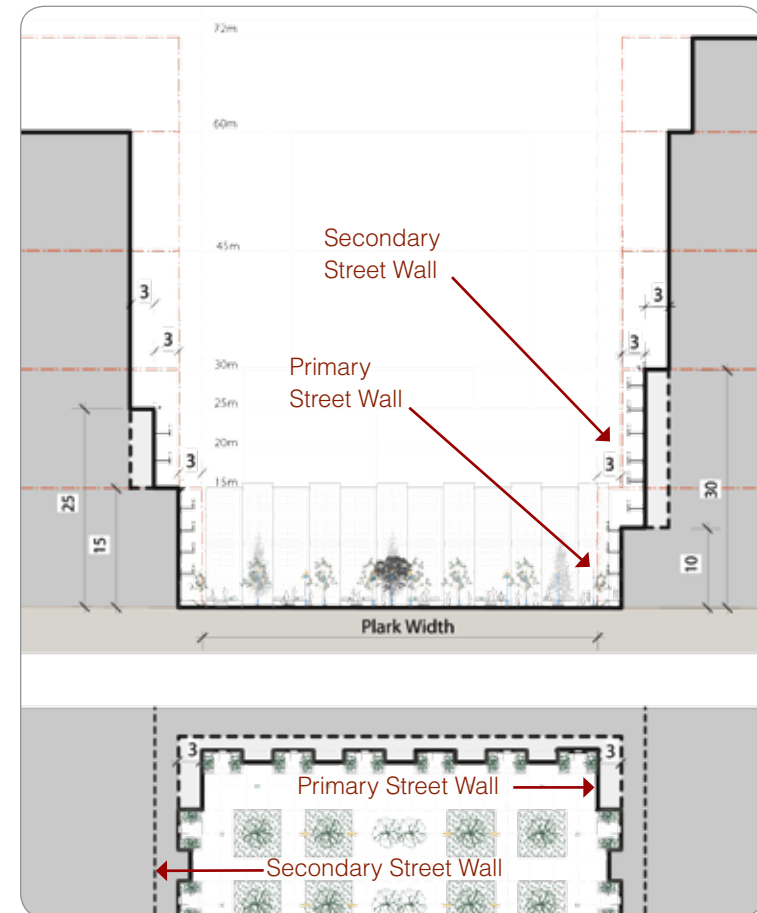 72m
60m
45m
Secondary
Street Wall
3
3
3
3
30m
Primary
Street Wall
25m
20m
3
3
15m
25
15
30
10
Plark Width
3
3
Primary Street Wall
Secondary Street Wall